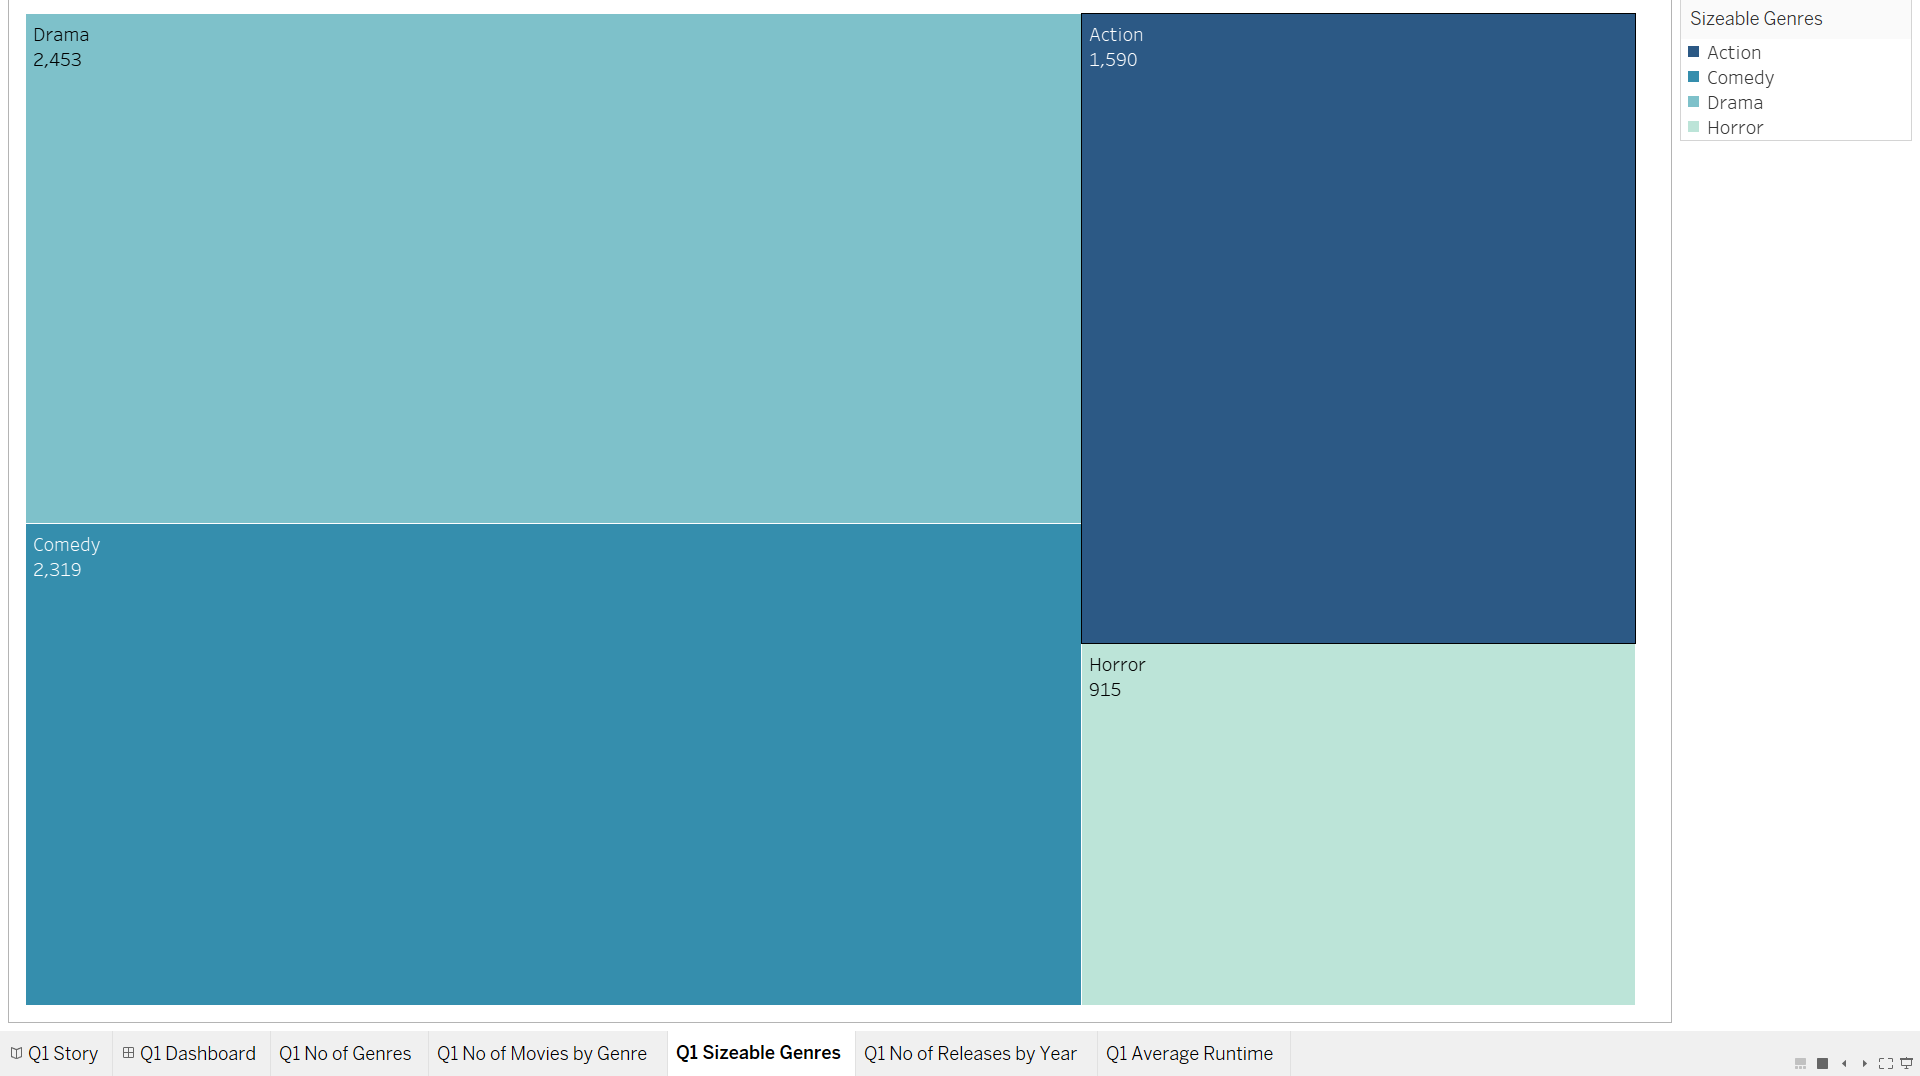 Drama
2,453
Action
1,590
Comedy
2,319
Horror
915
Sizeable Genres
Action
Comedy
Drama
Horror
Q1 Story
Q1 Dashboard
Q1 No of Genres
Q1 No of Movies by Genre
Q1 Sizeable Genres
Q1 No of Releases by Year
Q1 Average Runtime